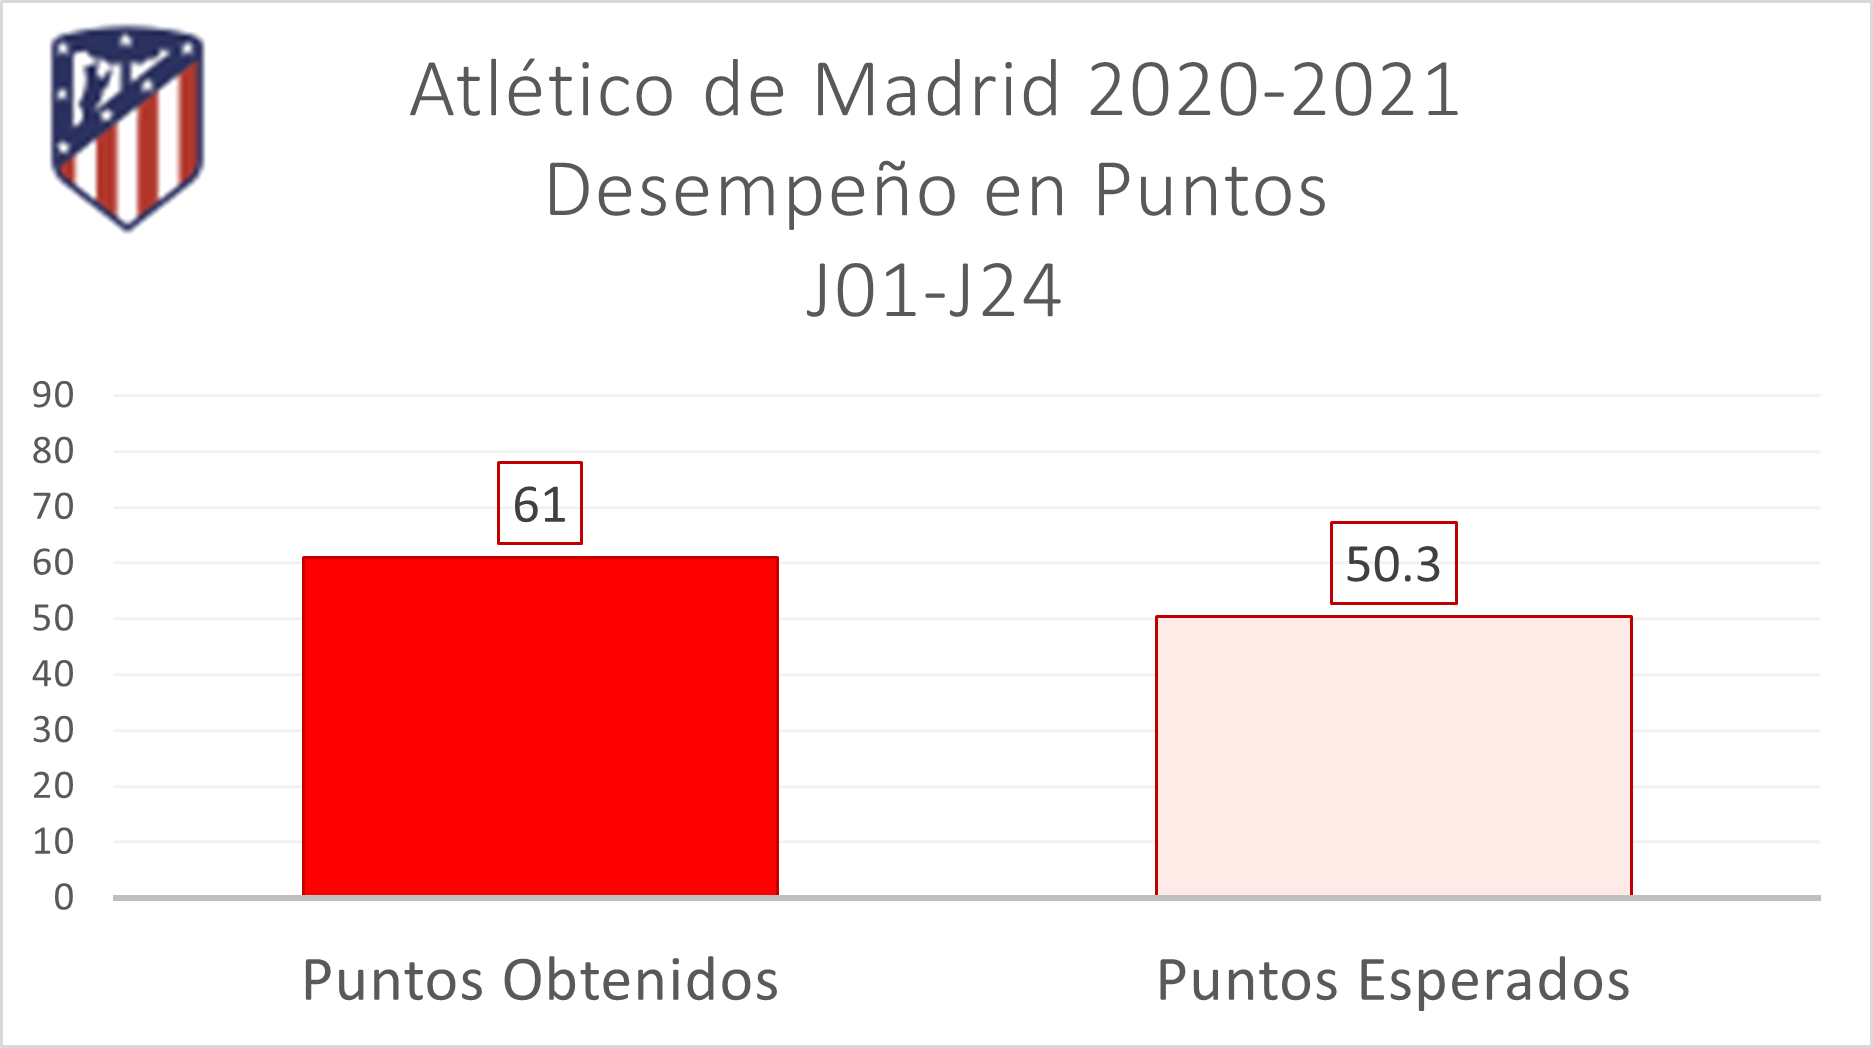 Atlético de Madrid 2020-2021
Desempeño en Puntos
J01-J24
90
80
70
60
50
40
30
20
10
0
61
50.3
Puntos Obtenidos
Puntos Esperados